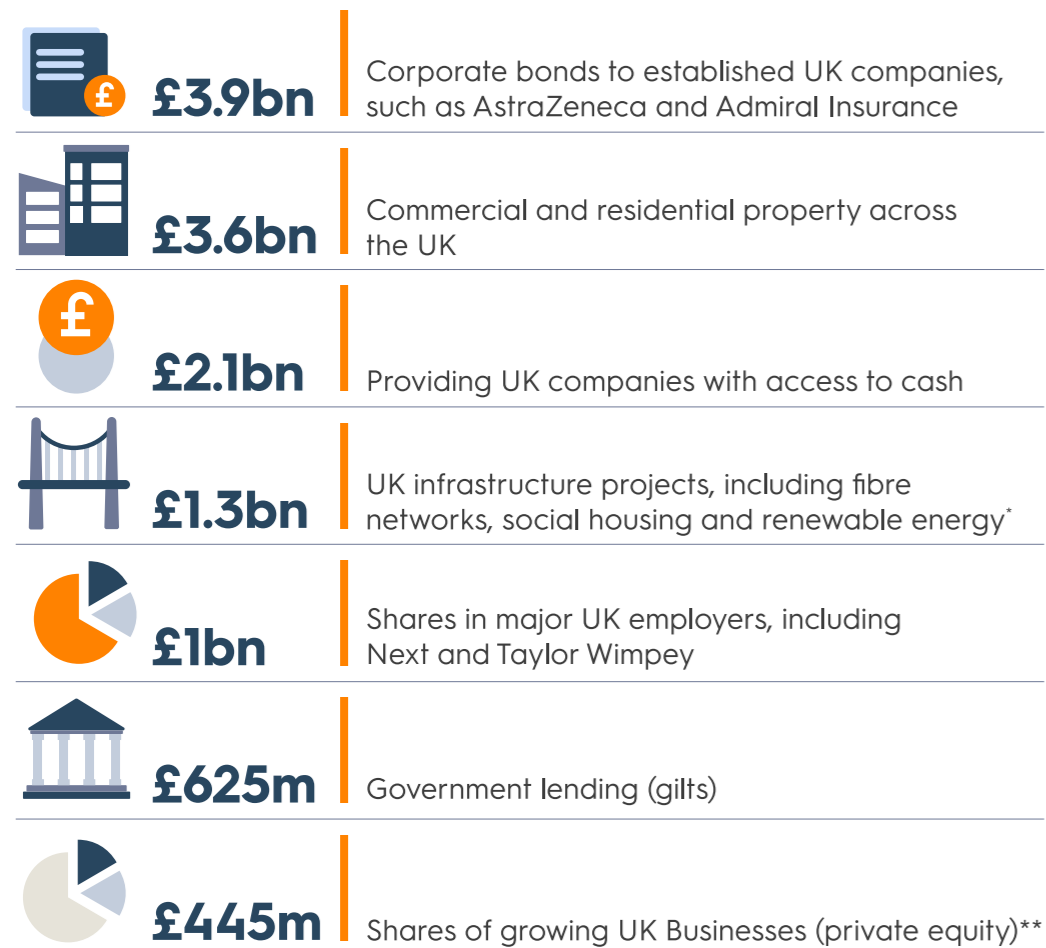 £
£3.9bn
Corporate bonds to established UK companies,
such as AstraZeneca and Admiral Insurance
£3.6bn
Commercial and residential property across
the UK
£
£2.1bn
Providing UK companies with access to cash
£1.3bn
UK infrastructure projects, including fibre
networks, social housing and renewable energy*
£1bn
Shares in major UK employers, including
Next and Taylor Wimpey
£625m
Government lending (gilts)
£445m
Shares of growing UK Businesses (private equity)**